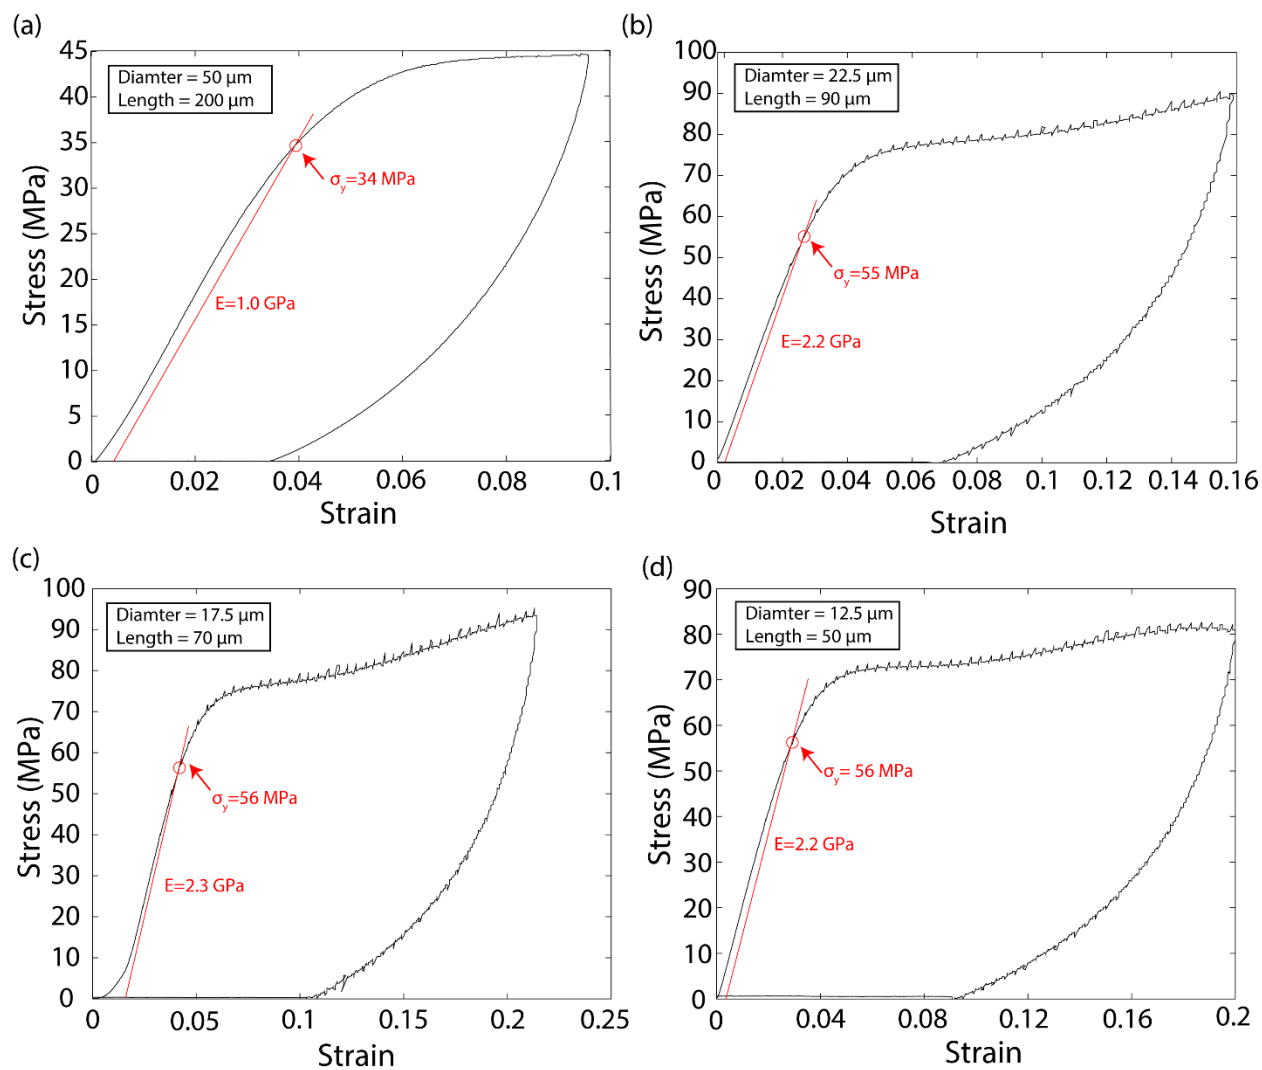 (a)
45
40
35
30
25
20
15
10
5
0
Stress (MPa)
Diamter = 50 µm
Length = 200 µm
σy=34 MPa
E=1.0 GPa
0 0.02 0.04 0.06 0.08 0.1
Strain
(b)
100
90
80
70
60
50
40
30
20
10
0
Stress (MPa)
Diamter = 22.5 µm
Length = 90 µm
σy=55 MPa
E=2.2 GPa
0 0.02 0.04 0.06 0.08 0.1 0.12 0.14 0.16
Strain
(c)
100
90
80
70
60
50
40
30
20
10
0
Stress (MPa)
Diamter = 17.5 µm
Length = 70 µm
σy=56 MPa
E=2.3 GPa
0 0.05 0.1 0.15 0.2 0.25
Strain
(d)
90
80
70
60
50
40
30
20
10
0
Stress (MPa)
Diamter = 12.5 µm
Length = 50 µm
σy= 56 MPa
E=2.2 GPa
0 0.04 0.08 0.12 0.16 0.2
Strain